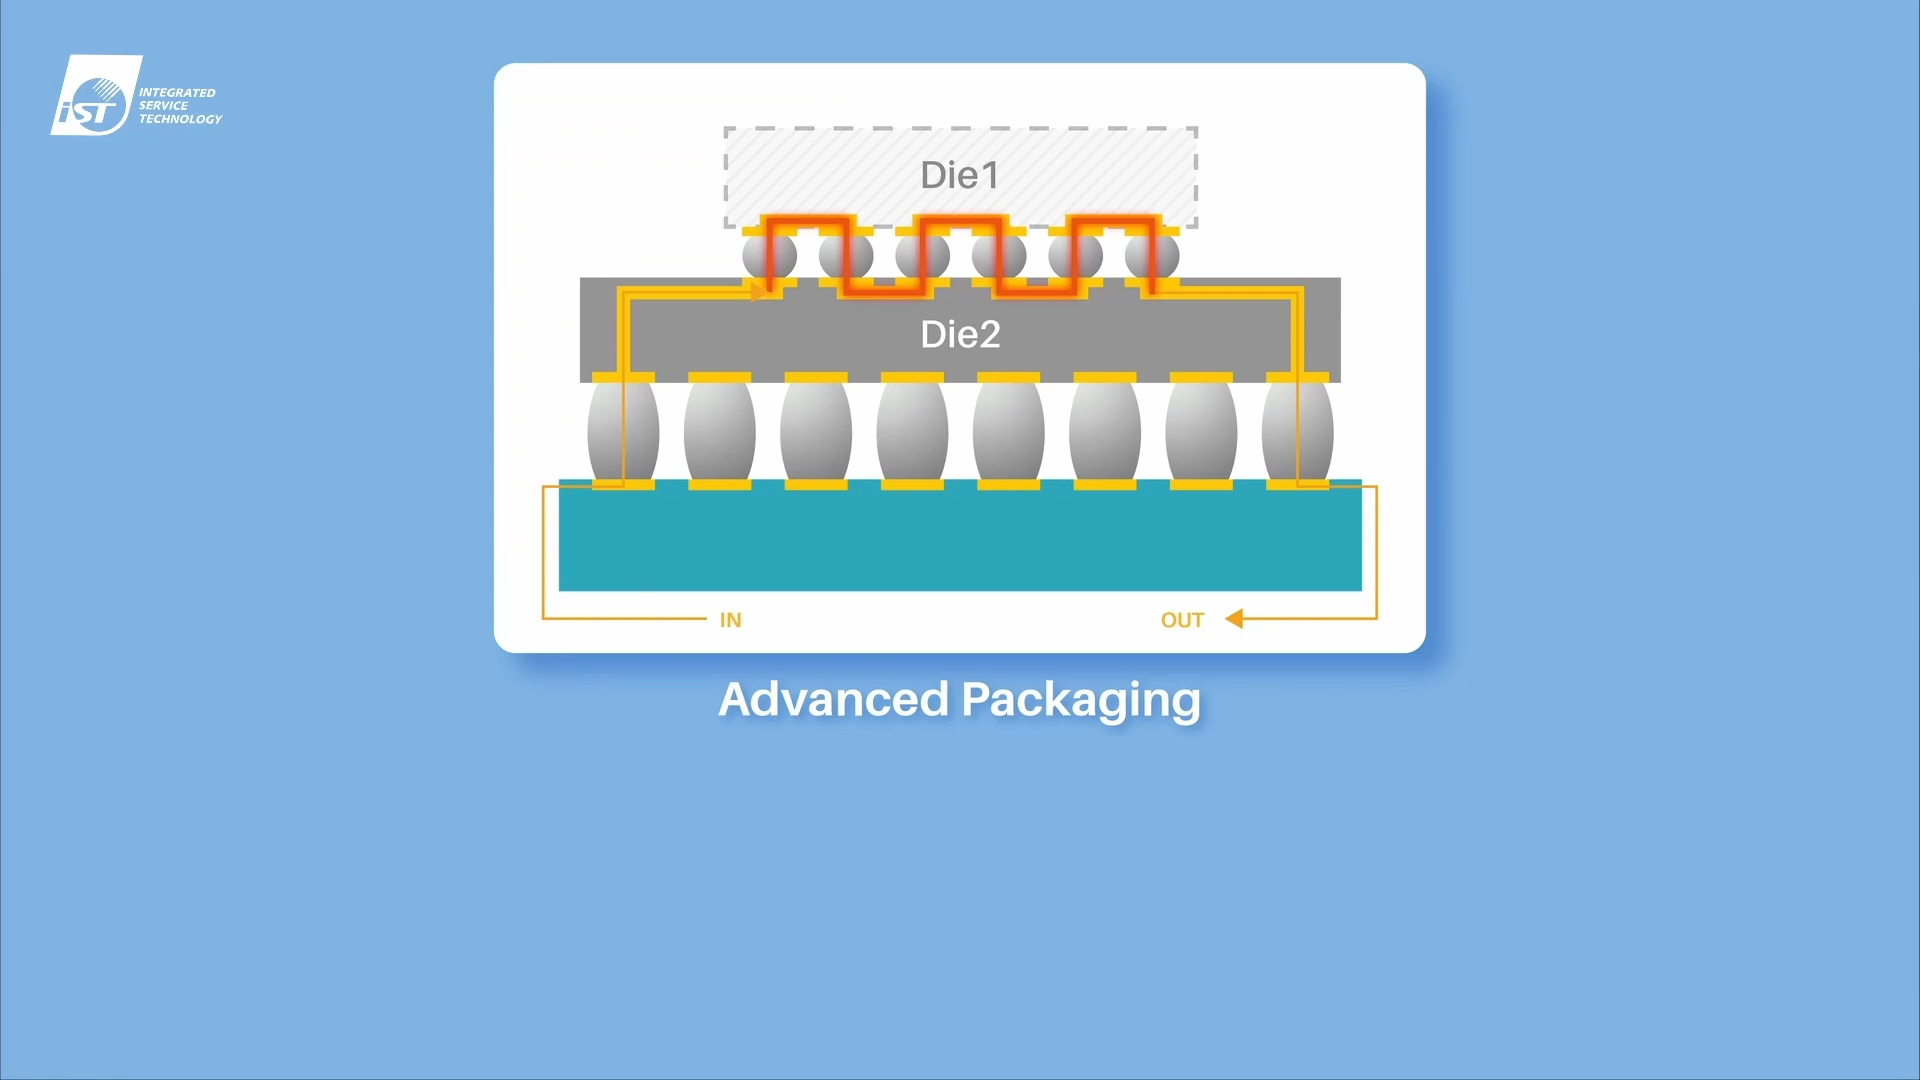 iST
INTEGRATED
SERVICE
TECHNOLOGY
Die1
Die2
IN
OUT
Advanced Packaging